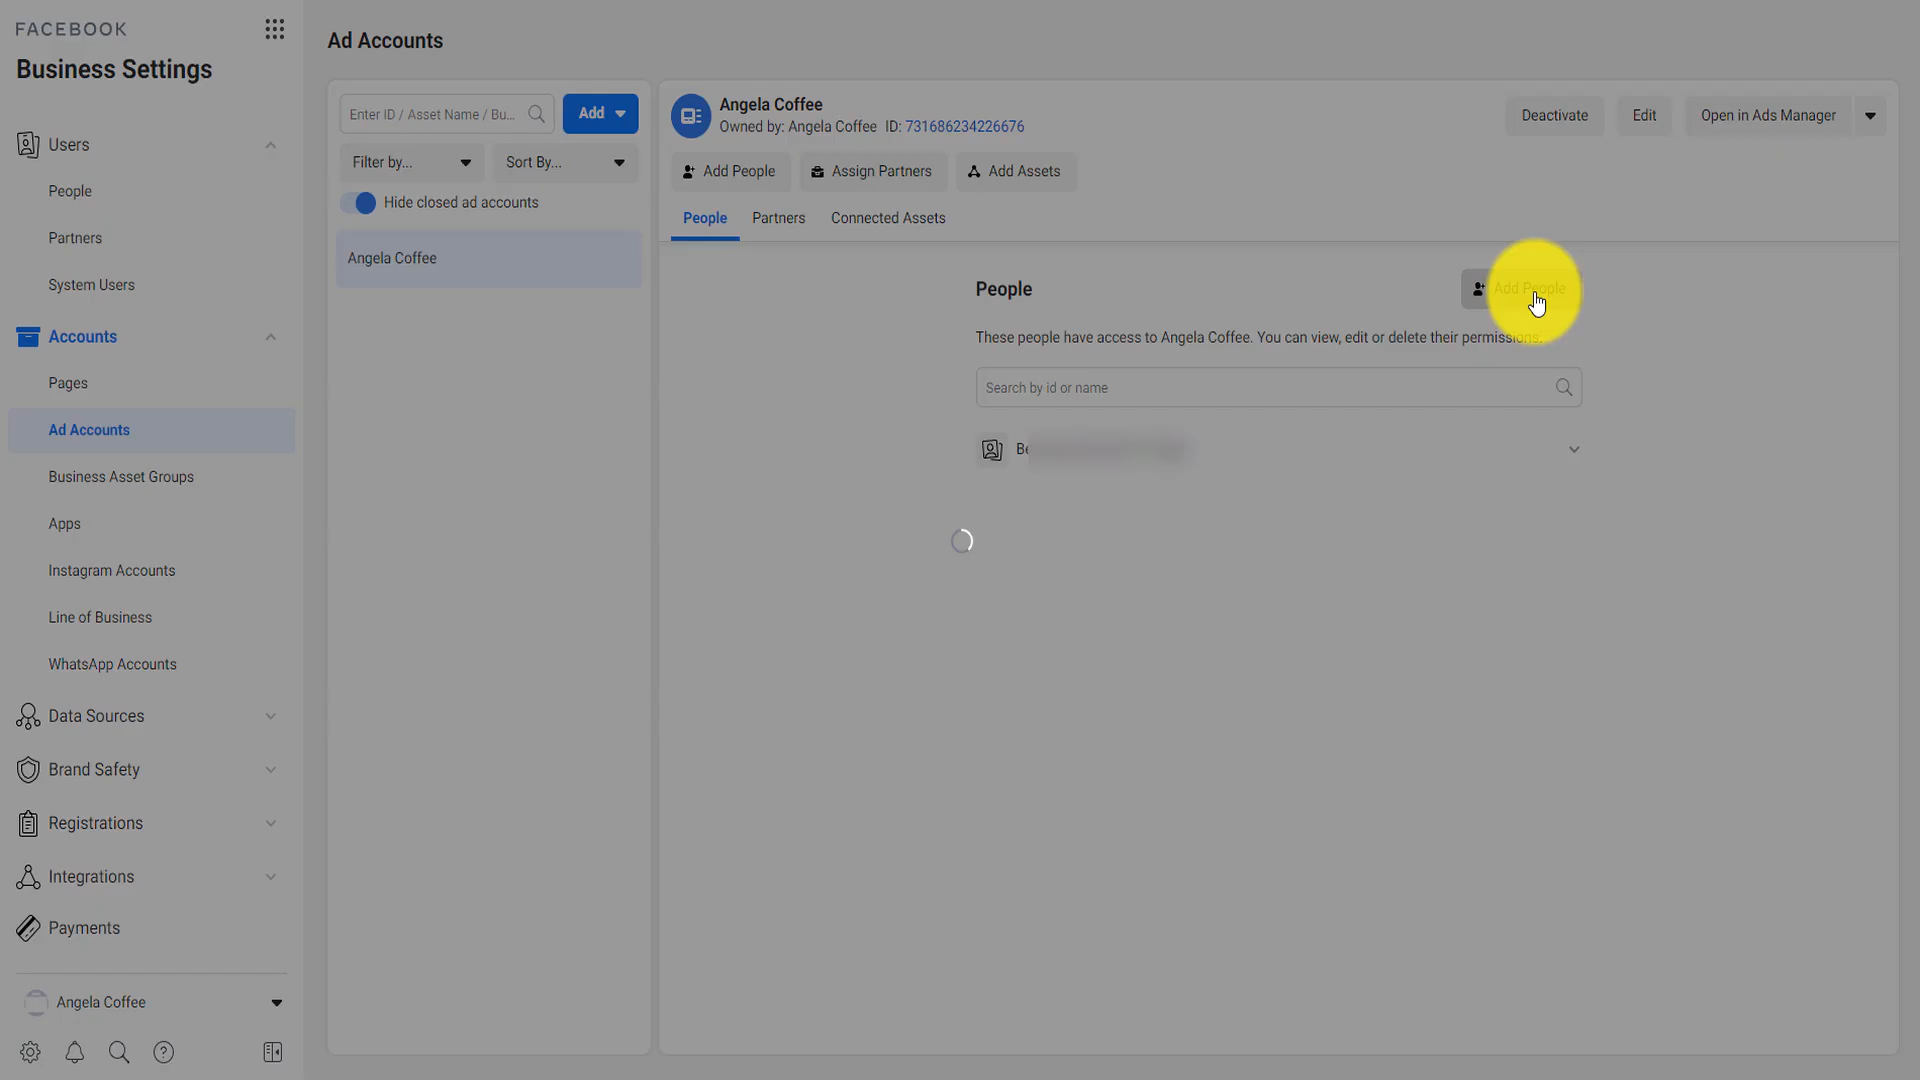 FACEBOOK
Business Settings
Users
People
Partners
System Users
Accounts
Pages
Ad Accounts
Business Asset Groups
Apps
Instagram Accounts
Line of Business
WhatsApp Accounts
Data Sources
Brand Safety
Registrations
Integrations
Payments
Angela Coffee
Ad Accounts
Enter ID / Asset Name / Bu...
Add
Filter by...
Sort By...
Hide closed ad accounts
Angela Coffee
Angela Coffee
Owned by: Angela Coffee ID: 731686234226676
Deactivate
Edit
Open in Ads Manager
Add People
Assign Partners
Add Assets
People
Partners
Connected Assets
People
Add People
These people have access to Angela Coffee. You can view, edit or delete their permissions.
Search by id or name